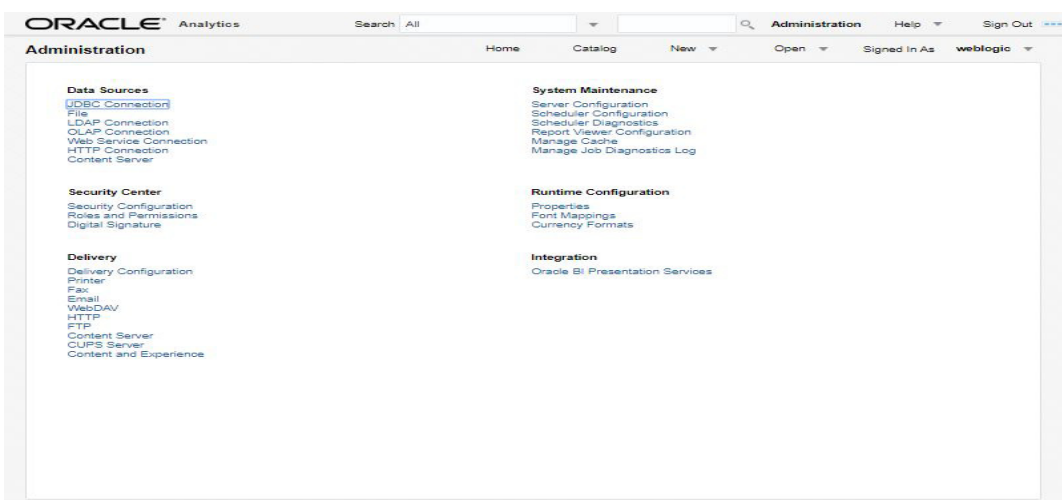 ORACLE Analytics Search All Administration Help Sign Out
Administration Home Catalog New Open Signed In As weblogic
Data Sources
JDBC Connection
File
LDAP Connection
OLAP Connection
Web Service Connection
HTTP Connection
Content Server
System Maintenance
Server Configuration
Scheduler Configuration
Scheduler Diagnostics
Report Viewer Configuration
Manage Cache
Manage Job Diagnostics Log
Security Center
Security Configuration
Roles and Permissions
Digital Signature
Runtime Configuration
Properties
Font Mappings
Currency Formats
Delivery
Delivery Configuration
Printer
Fax
Email
WebDAV
HTTP
FTP
Content Server
CUPS Server
Content and Experience
Integration
Oracle BI Presentation Services